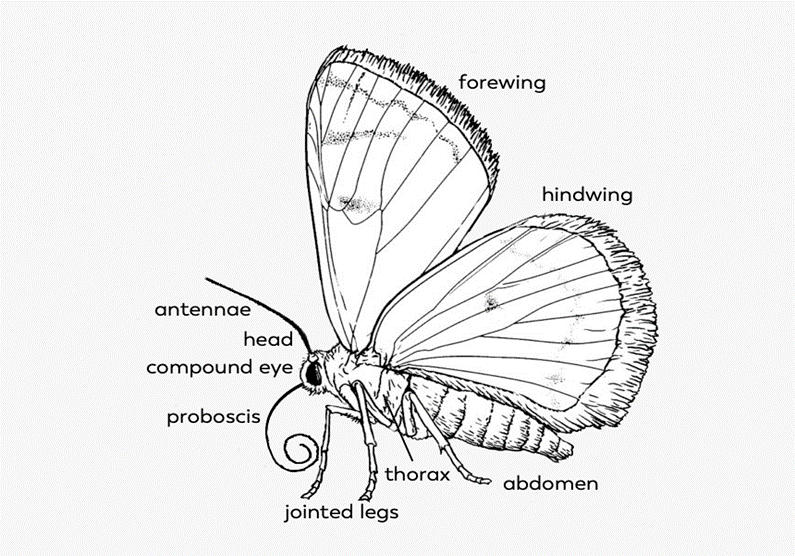 forewing
hindwing
antennae
head
compound eye
proboscis
thorax
abdomen
jointed legs